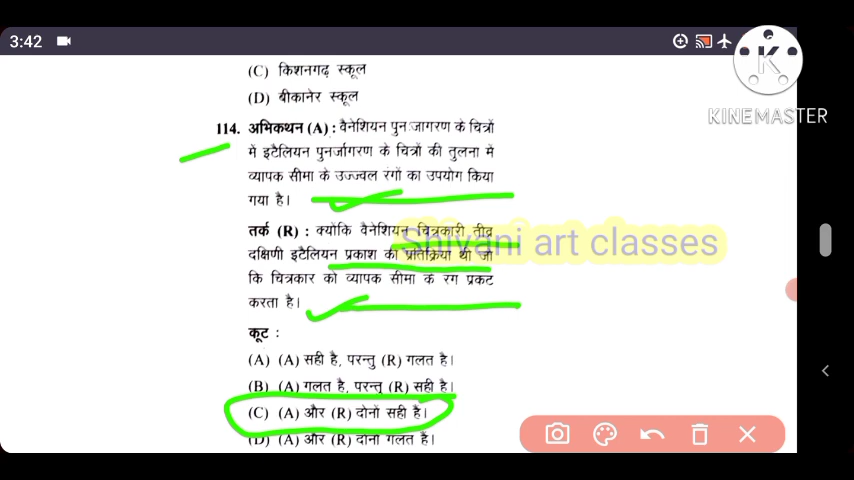 3:42
K
KINEMASTER
(C) किशनगढ़ स्कूल
(D) बीकानेर स्कूल
114. अभिकथन (A) : वैनेशियन पुनःजागरण के चित्रों
में इटैलियन पुनर्जागरण के चित्रों की तुलना में
व्यापक सीमा के उज्ज्वल रंगों का उपयोग किया
गया है।
तर्क (R) : क्योंकि वैनेशियन चित्रकारी तीव्र
Shivani art classes
दक्षिणी इटैलियन प्रकाश की प्रतिक्रिया थी जो
कि चित्रकार को व्यापक सीमा के रंग प्रकट
करता है।
कूट :
(A) (A) सही है, परन्तु (R) गलत है।
(B) (A) गलत है, परन्तु (R) सही है।
(C) (A) और (R) दोनों सही है।
(D) (A) और (R) दोनों गलत है।